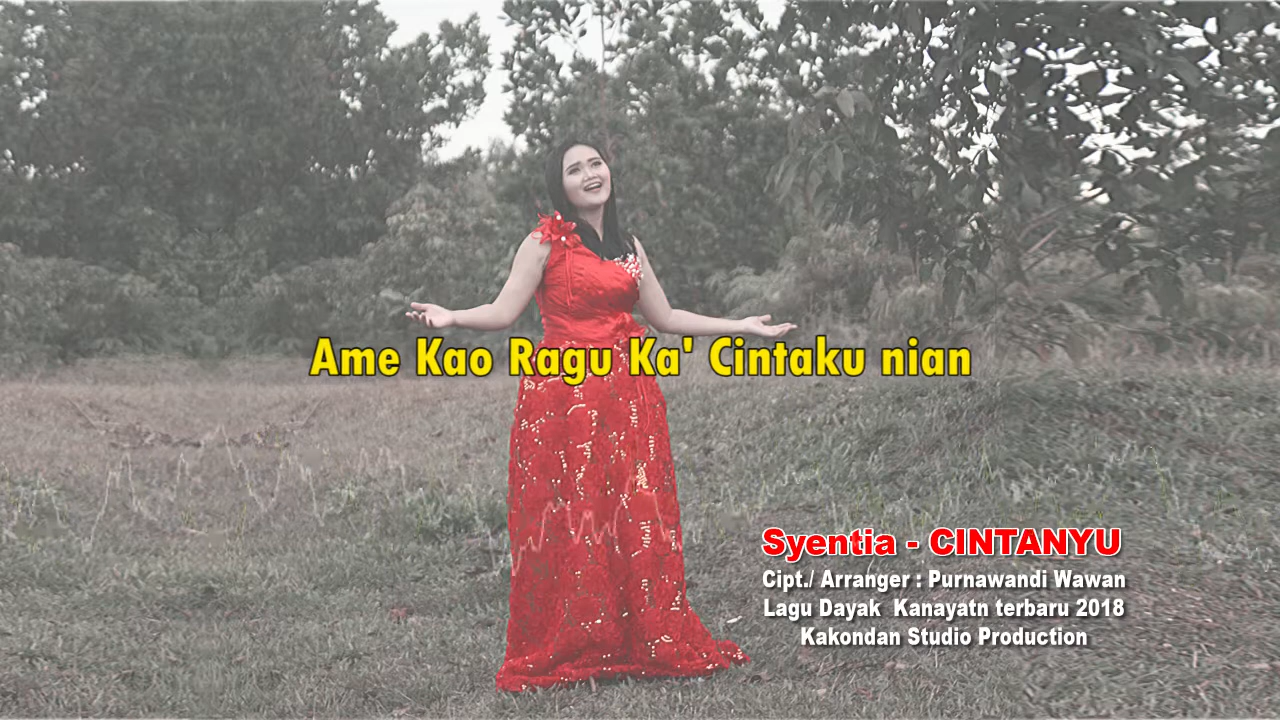 Ame Kao Ragu Ka' Cintaku nian
Syentia - CINTANYU
Cipt./ Arranger : Purnawandi Wawan
Lagu Dayak Kanayatn terbaru 2018
Kakondan Studio Production